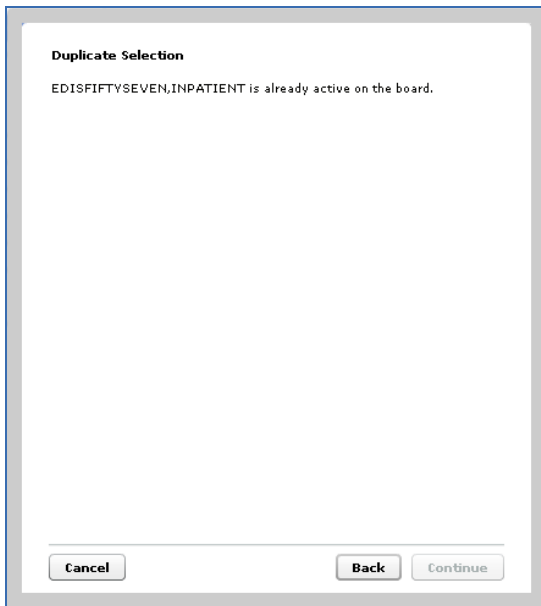 Duplicate Selection
EDISFIFTYSEVEN,INPATIENT is already active on the board.
Cancel
Back
Continue